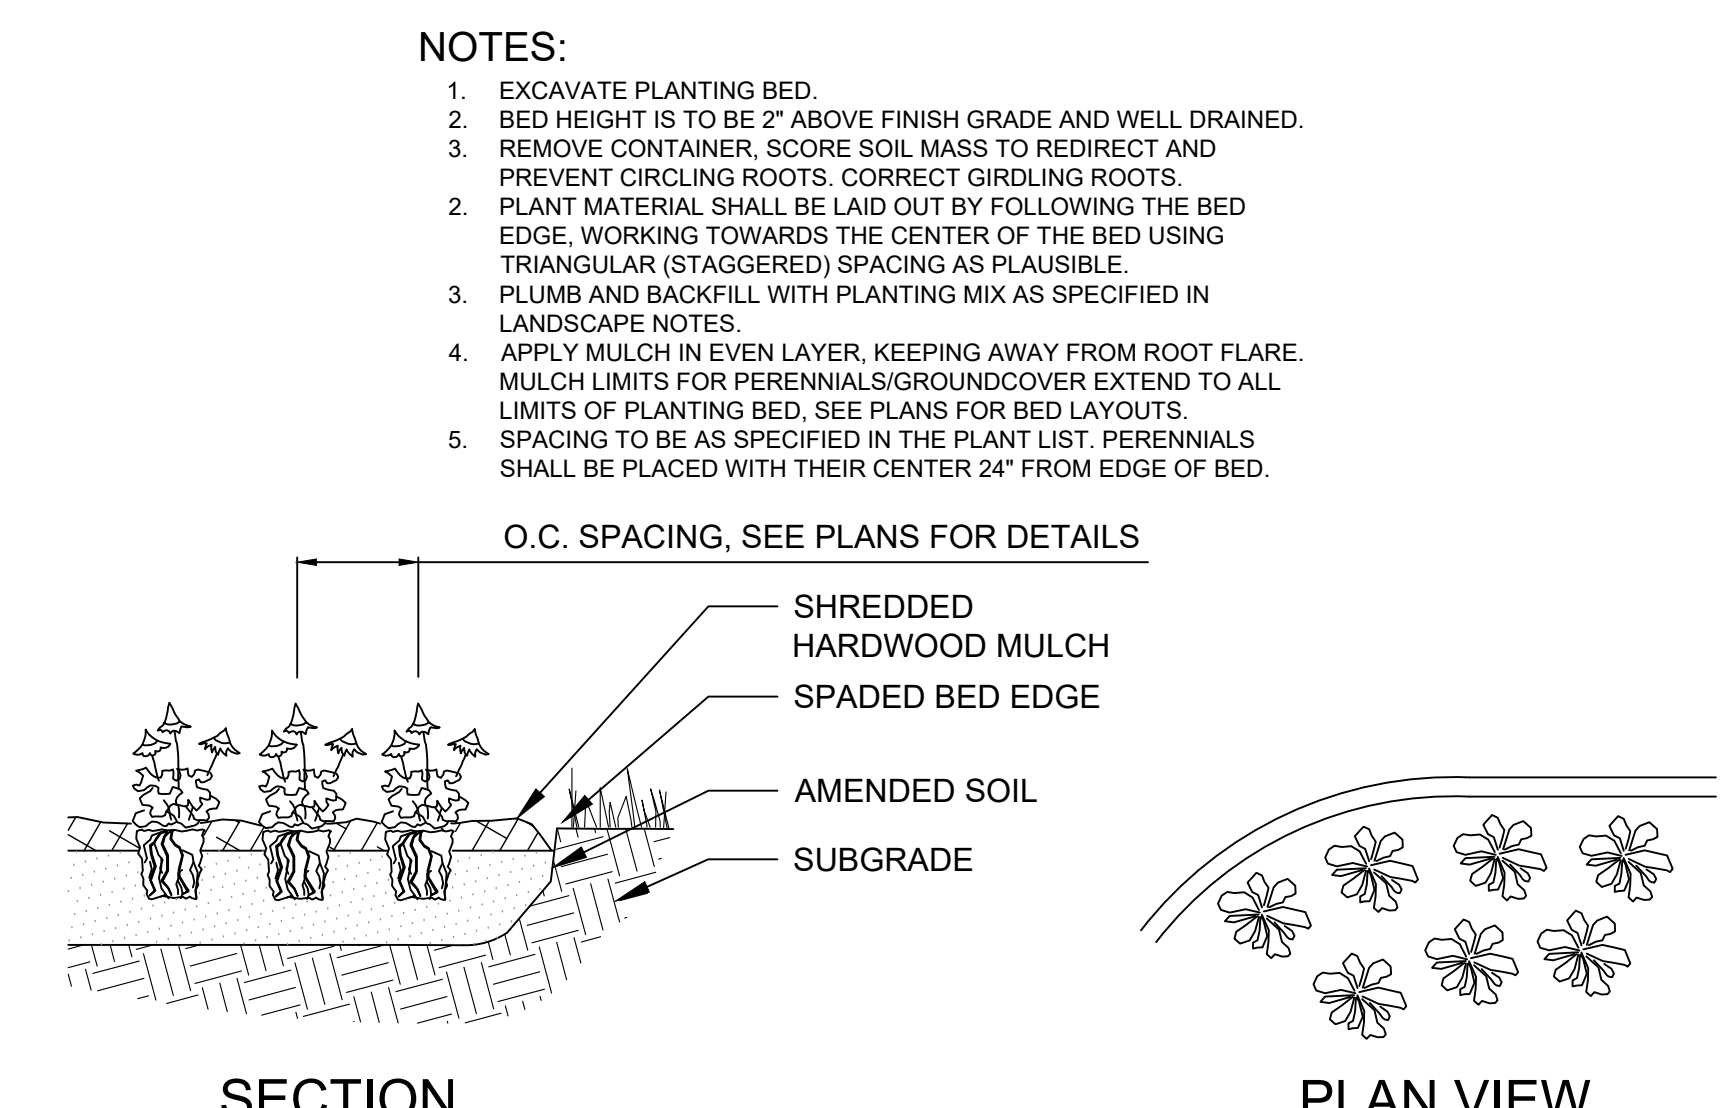 NOTES:
1. EXCAVATE PLANTING BED.
2. BED HEIGHT IS TO BE 2" ABOVE FINISH GRADE AND WELL DRAINED.
3. REMOVE CONTAINER, SCORE SOIL MASS TO REDIRECT AND
PREVENT CIRCLING ROOTS. CORRECT GIRDLING ROOTS.
2. PLANT MATERIAL SHALL BE LAID OUT BY FOLLOWING THE BED
EDGE, WORKING TOWARDS THE CENTER OF THE BED USING
TRIANGULAR (STAGGERED) SPACING AS PLAUSIBLE.
3. PLUMB AND BACKFILL WITH PLANTING MIX AS SPECIFIED IN
LANDSCAPE NOTES.
4. APPLY MULCH IN EVEN LAYER, KEEPING AWAY FROM ROOT FLARE.
MULCH LIMITS FOR PERENNIALS/GROUNDCOVER EXTEND TO ALL
LIMITS OF PLANTING BED, SEE PLANS FOR BED LAYOUTS.
5. SPACING TO BE AS SPECIFIED IN THE PLANT LIST. PERENNIALS
SHALL BE PLACED WITH THEIR CENTER 24" FROM EDGE OF BED.
O.C. SPACING, SEE PLANS FOR DETAILS
SHREDDED
HARDWOOD MULCH
SPADED BED EDGE
AMENDED SOIL
SUBGRADE
SECTION
PLAN VIEW